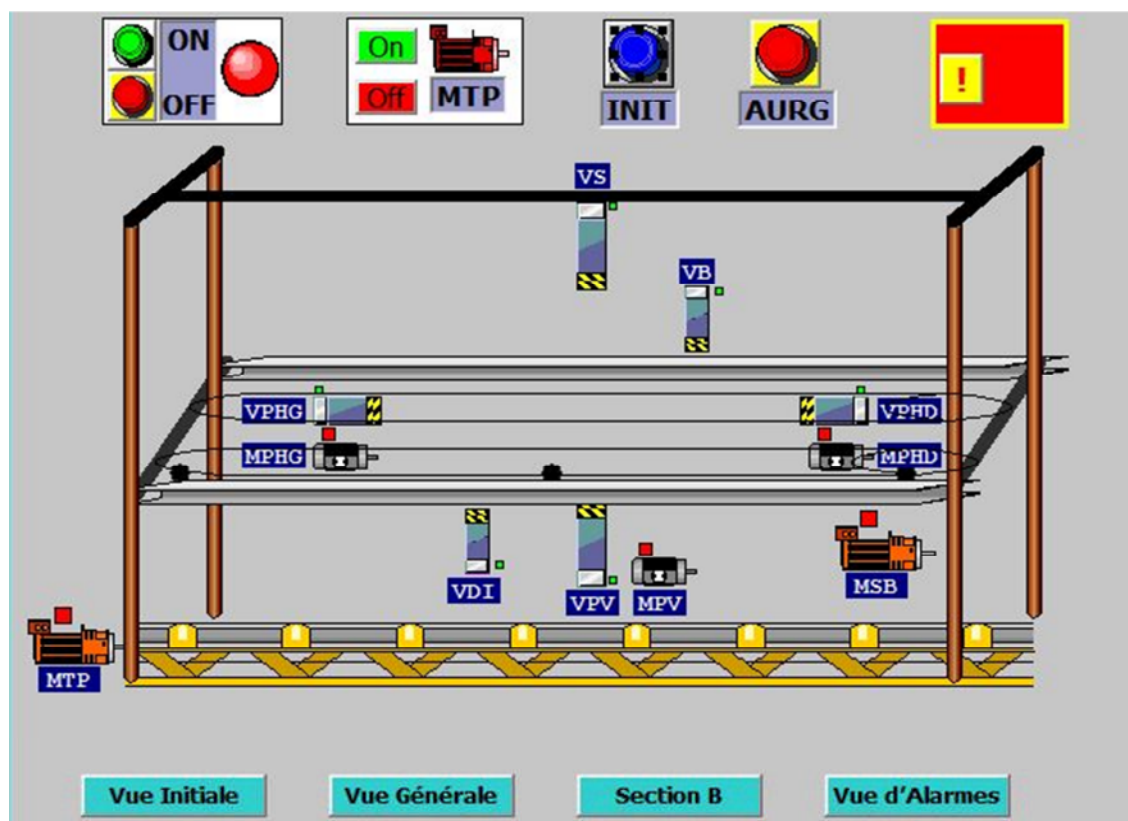 ON
OFF
On
Off
MTP
INIT
AURG
!
VS
VB
VPHG
VPHD
MPHG
MPHD
VDI
VPV
MPV
MSB
MTP
Vue Initiale
Vue Générale
Section B
Vue d'Alarmes